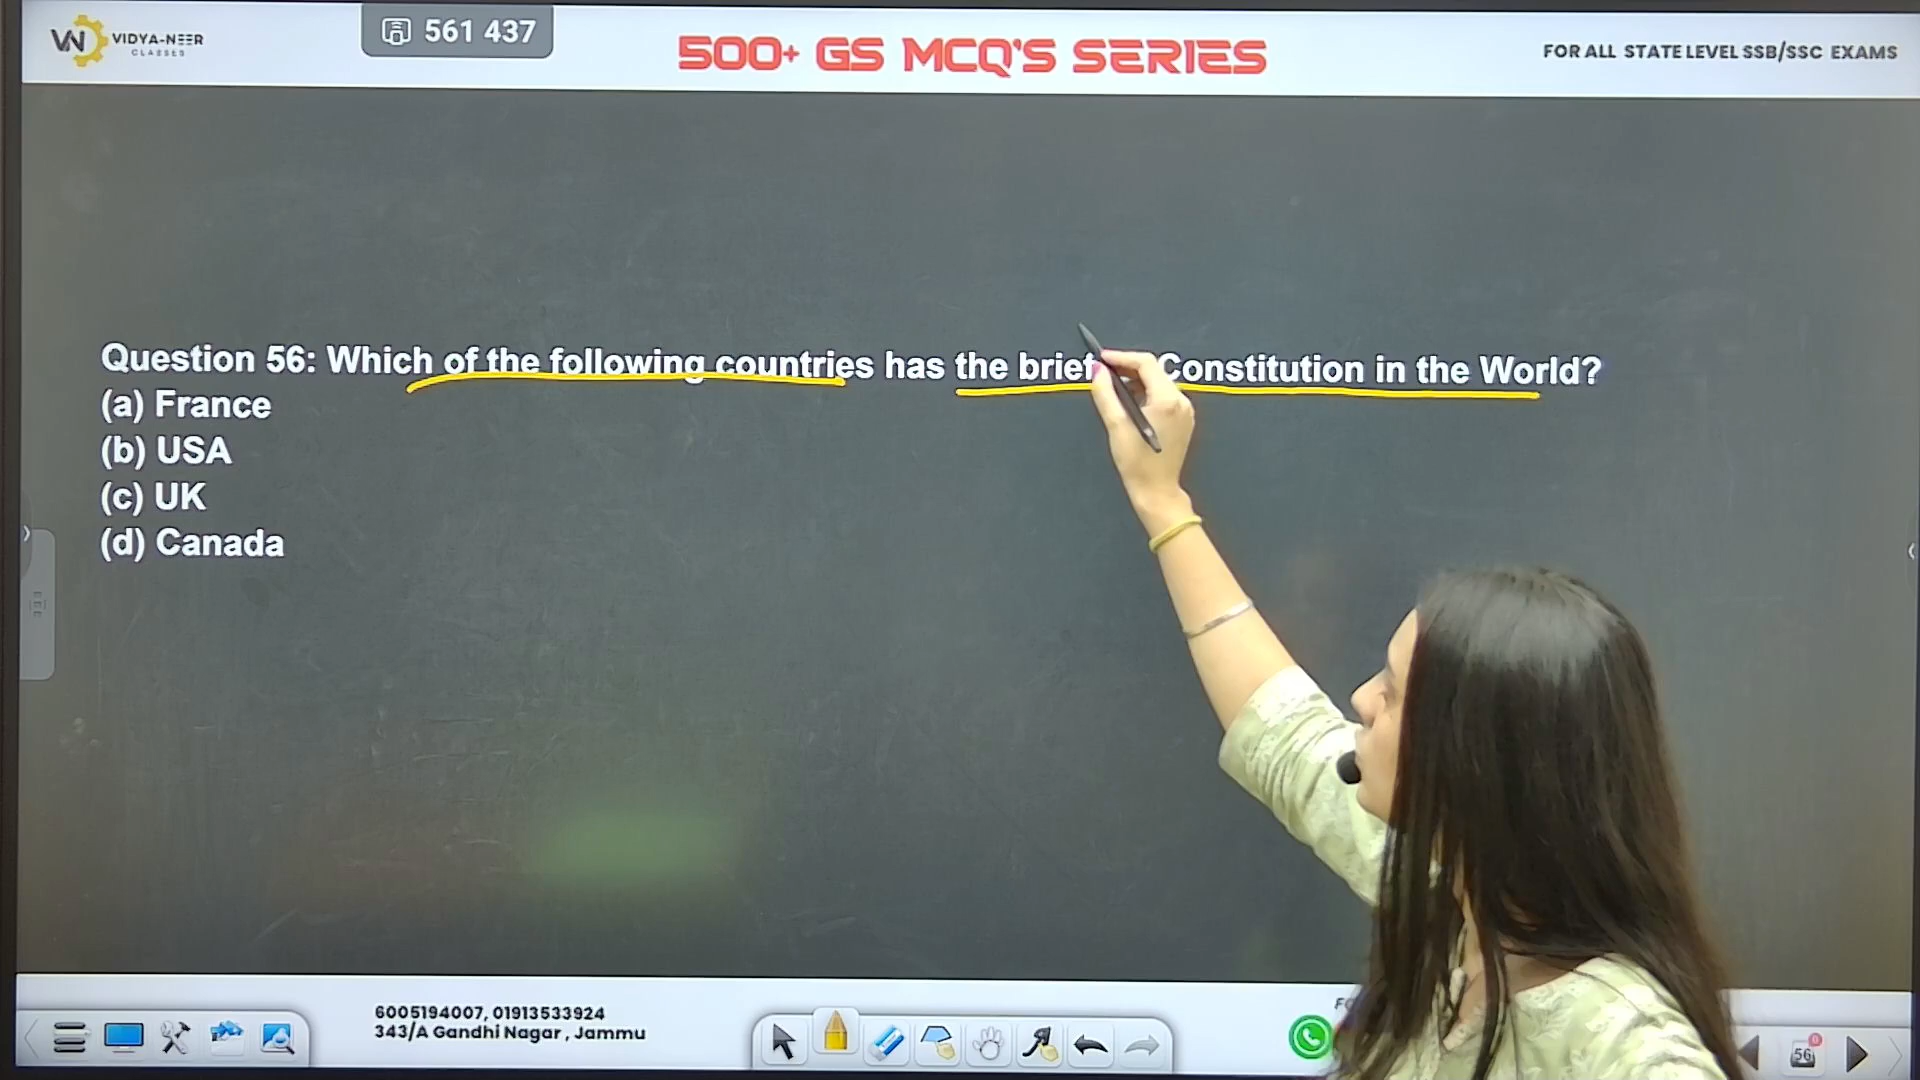 VN VIDYA-NEER
CLASSES
561 437
500+ GS MCQ'S SERIES
FOR ALL STATE LEVEL SSB/SSC EXAMS
Question 56: Which of the following countries has the brief Constitution in the World?
(a) France
(b) USA
(c) UK
(d) Canada
6005194007, 01913533924
343/A Gandhi Nagar, Jammu
56
0